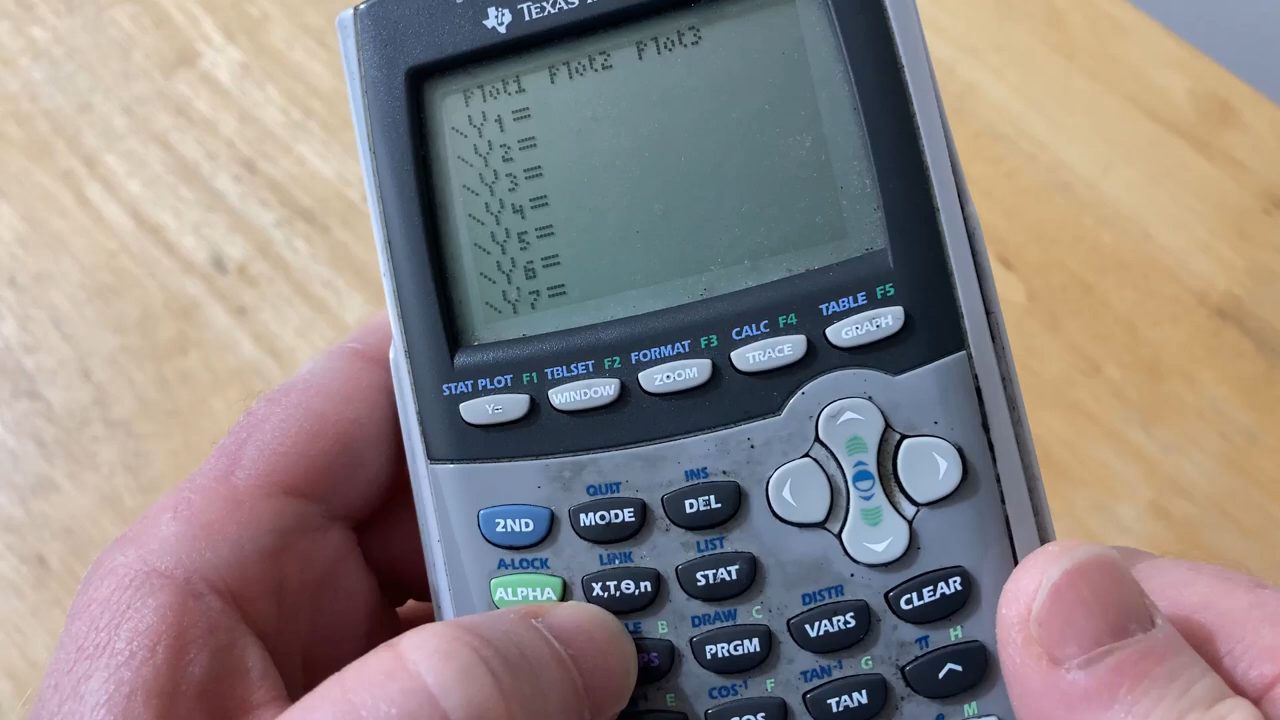 TEXAS
Plot1 Plot2 Plot3
\Y1=
\Y2=
\Y3=
\Y4=
\Y5=
\Y6=
\Y7=
STAT PLOT F1 TBLSET F2 FORMAT F3 CALC F4 TABLE F5
Y= WINDOW ZOOM TRACE GRAPH
QUIT INS
2ND MODE DEL
A-LOCK LINK LIST
ALPHA X,T,Θ,n STAT
B DRAW C DISTR
PRGM VARS CLEAR
E COS⁻¹ F TAN⁻¹ G π H
COS TAN ^
M